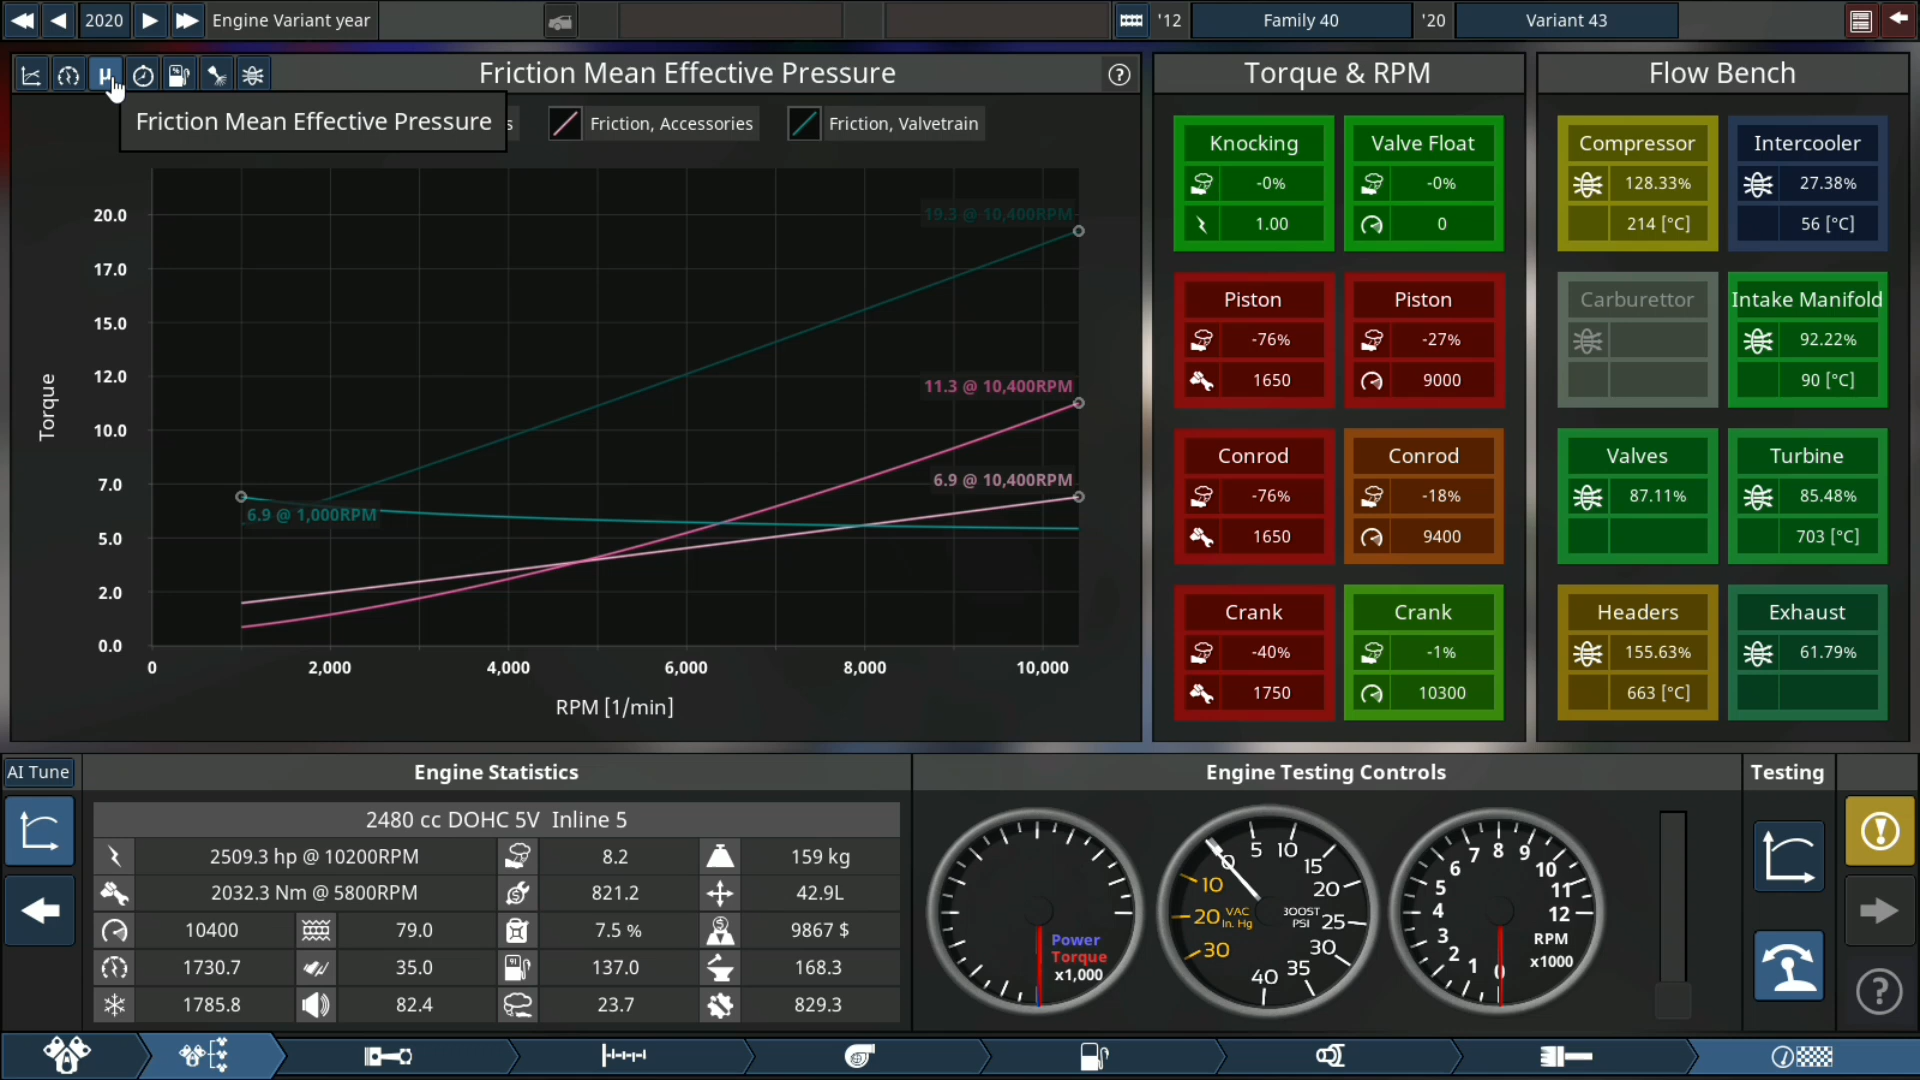 2020
Engine Variant year
'12
Family 40
'20
Variant 43
µ
Friction Mean Effective Pressure
?
Friction Mean Effective Pressure
s
Friction, Accessories
Friction, Valvetrain
Torque
20.0
17.0
15.0
12.0
10.0
7.0
5.0
2.0
0.0
19.3 @ 10,400RPM
11.3 @ 10,400RPM
6.9 @ 10,400RPM
6.9 @ 1,000RPM
0
2,000
4,000
6,000
8,000
10,000
RPM [1/min]
Torque & RPM
Knocking
-0%
1.00
Valve Float
-0%
0
Piston
-76%
1650
Piston
-27%
9000
Conrod
-76%
1650
Conrod
-18%
9400
Crank
-40%
1750
Crank
-1%
10300
Flow Bench
Compressor
128.33%
214 [°C]
Intercooler
27.38%
56 [°C]
Carburettor
Intake Manifold
92.22%
90 [°C]
Valves
87.11%
Turbine
85.48%
703 [°C]
Headers
155.63%
663 [°C]
Exhaust
61.79%
AI Tune
Engine Statistics
2480 cc DOHC 5V Inline 5
2509.3 hp @ 10200RPM
8.2
159 kg
2032.3 Nm @ 5800RPM
821.2
42.9L
10400
79.0
7.5 %
9867 $
1730.7
35.0
137.0
168.3
1785.8
82.4
23.7
829.3
Engine Testing Controls
Power
Torque
x1,000
0
5
10
15
20
25
30
35
40
10
20
30
VAC
In. Hg
BOOST
PSI
0
1
2
3
4
5
6
7
8
9
10
11
12
RPM
x1000
Testing
?